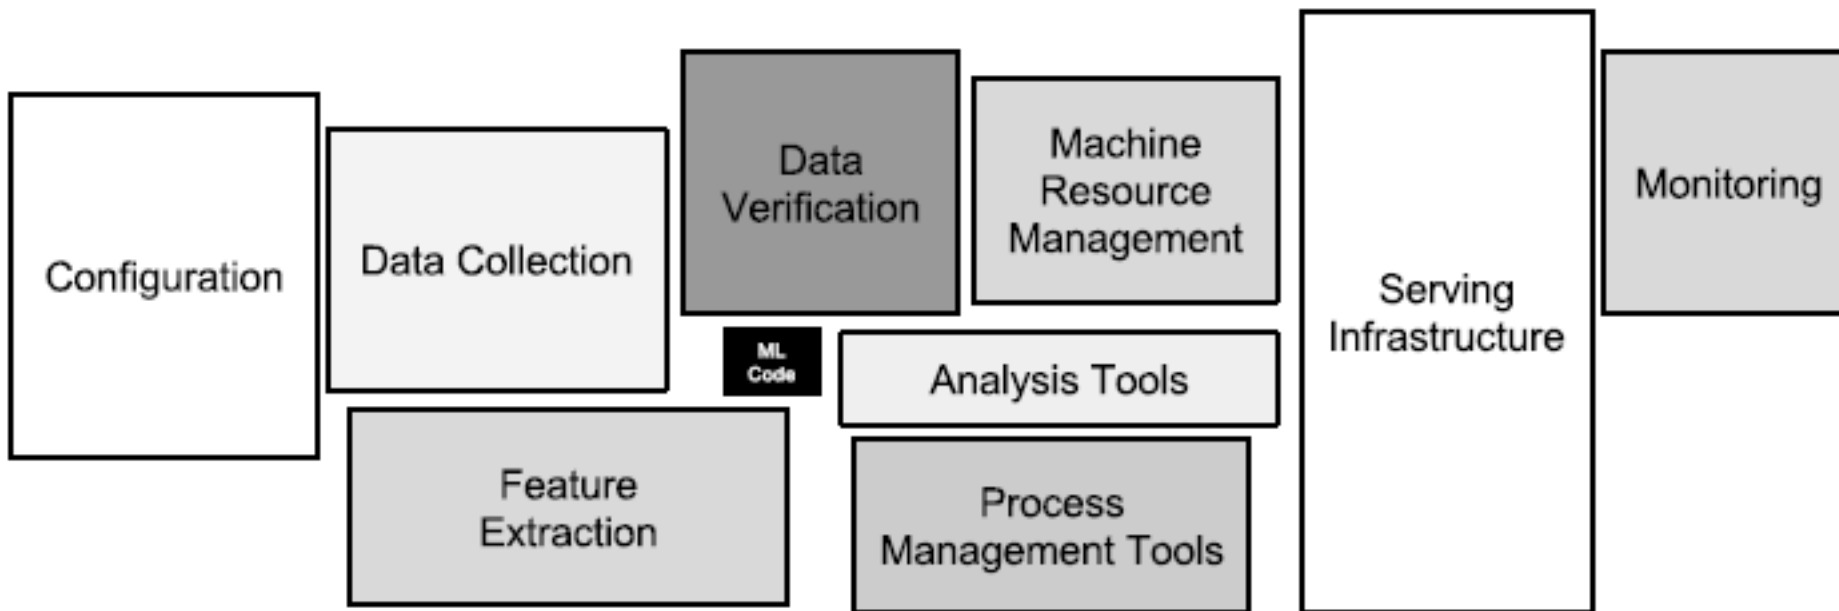 Configuration
Data Collection
Feature
Extraction
Data
Verification
ML
Code
Machine
Resource
Management
Analysis Tools
Process
Management Tools
Serving
Infrastructure
Monitoring